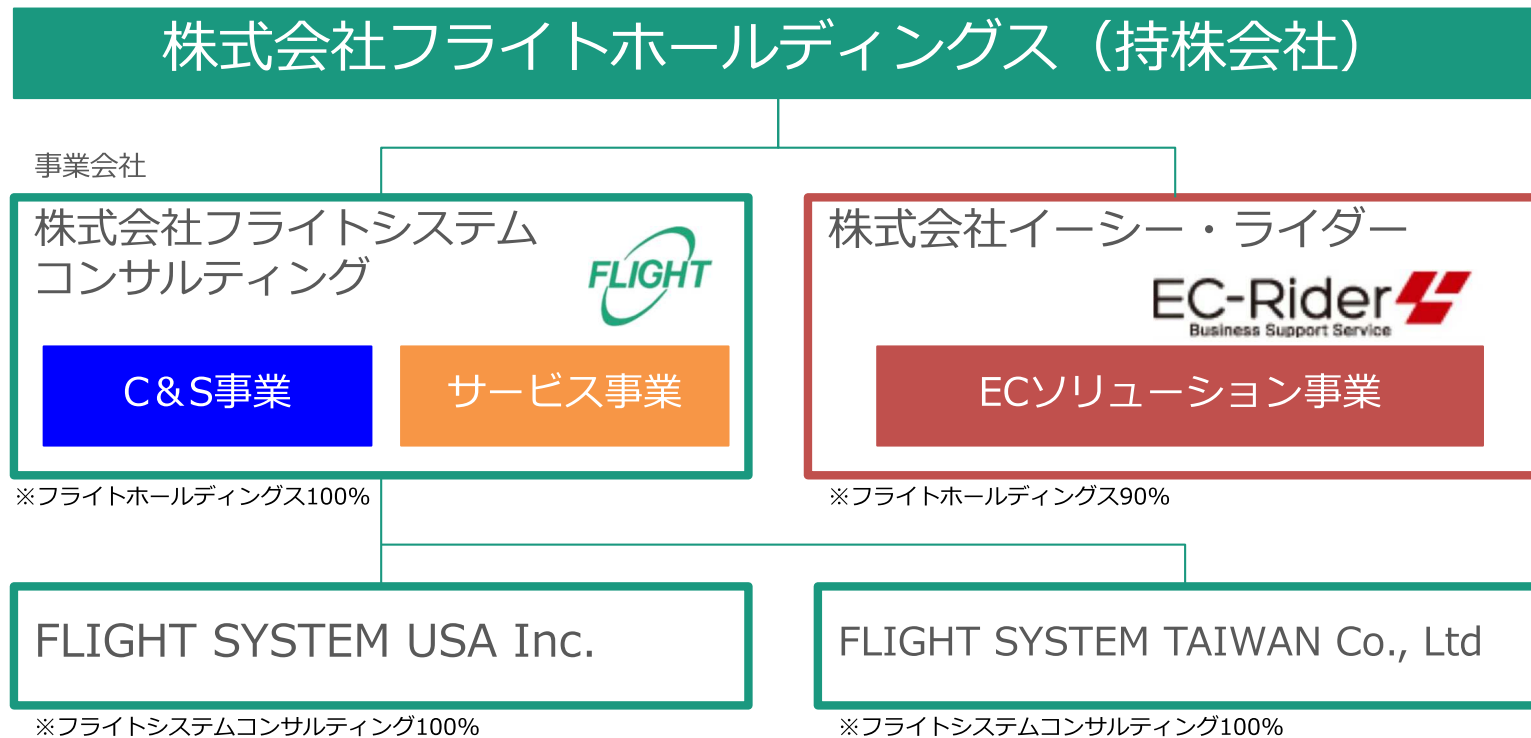 株式会社フライトホールディングス（持株会社）
事業会社
株式会社フライトシステム
コンサルティング
FLIGHT
C＆S事業
サービス事業
※フライトホールディングス100%
株式会社イーシー・ライダー
EC-Rider
Business Support Service
ECソリューション事業
※フライトホールディングス90%
FLIGHT SYSTEM USA Inc.
※フライトシステムコンサルティング100%
FLIGHT SYSTEM TAIWAN Co., Ltd
※フライトシステムコンサルティング100%